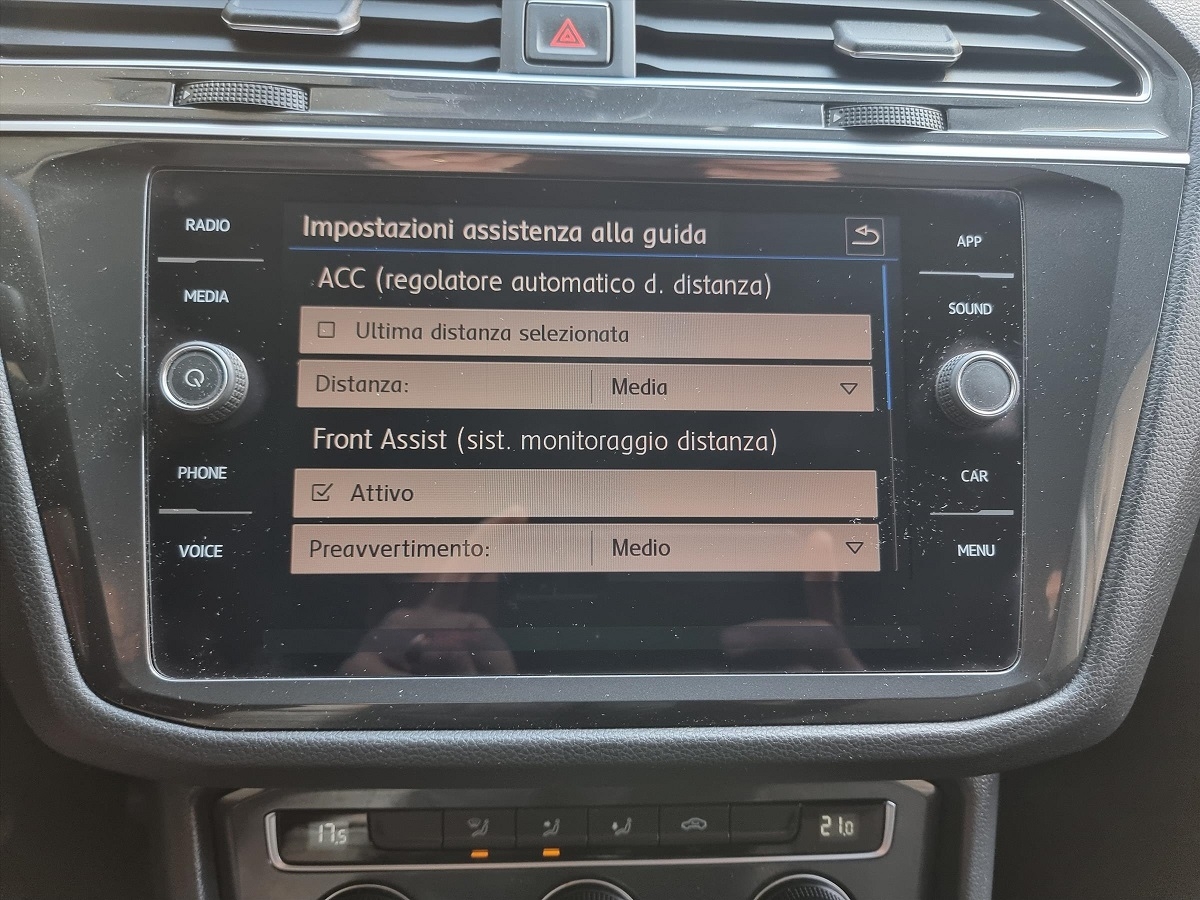 RADIO
MEDIA
PHONE
VOICE
Impostazioni assistenza alla guida
ACC (regolatore automatico d. distanza)
Ultima distanza selezionata
Distanza: Media
Front Assist (sist. monitoraggio distanza)
Attivo
Preavvertimento: Medio
APP
SOUND
CAR
MENU
17.5
21.0